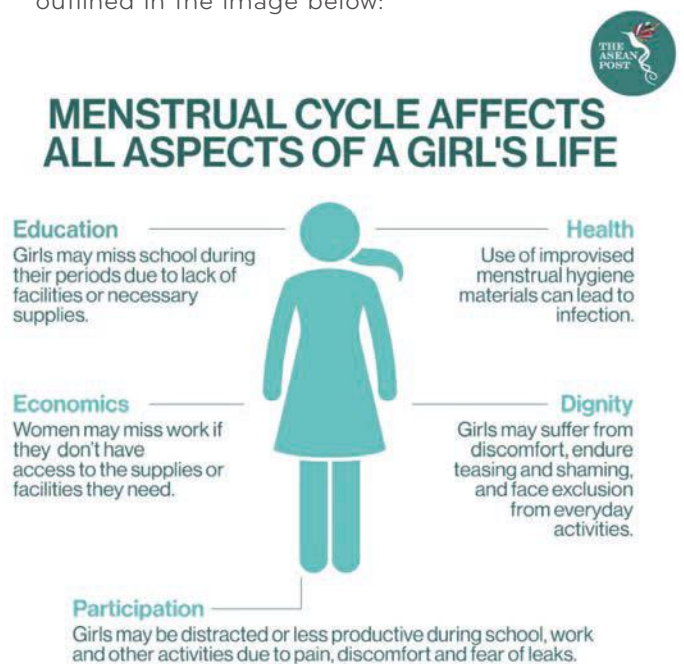 outlined in the image below:
THE
ASEAN
POST
MENSTRUAL CYCLE AFFECTS
ALL ASPECTS OF A GIRL'S LIFE
Education
Girls may miss school during
their periods due to lack of
facilities or necessary
supplies.
Health
Use of improvised
menstrual hygiene
materials can lead to
infection.
Economics
Women may miss work if
they don't have
access to the supplies or
facilities they need.
Dignity
Girls may suffer from
discomfort, endure
teasing and shaming,
and face exclusion
from everyday
activities.
Participation
Girls may be distracted or less productive during school, work
and other activities due to pain, discomfort and fear of leaks.